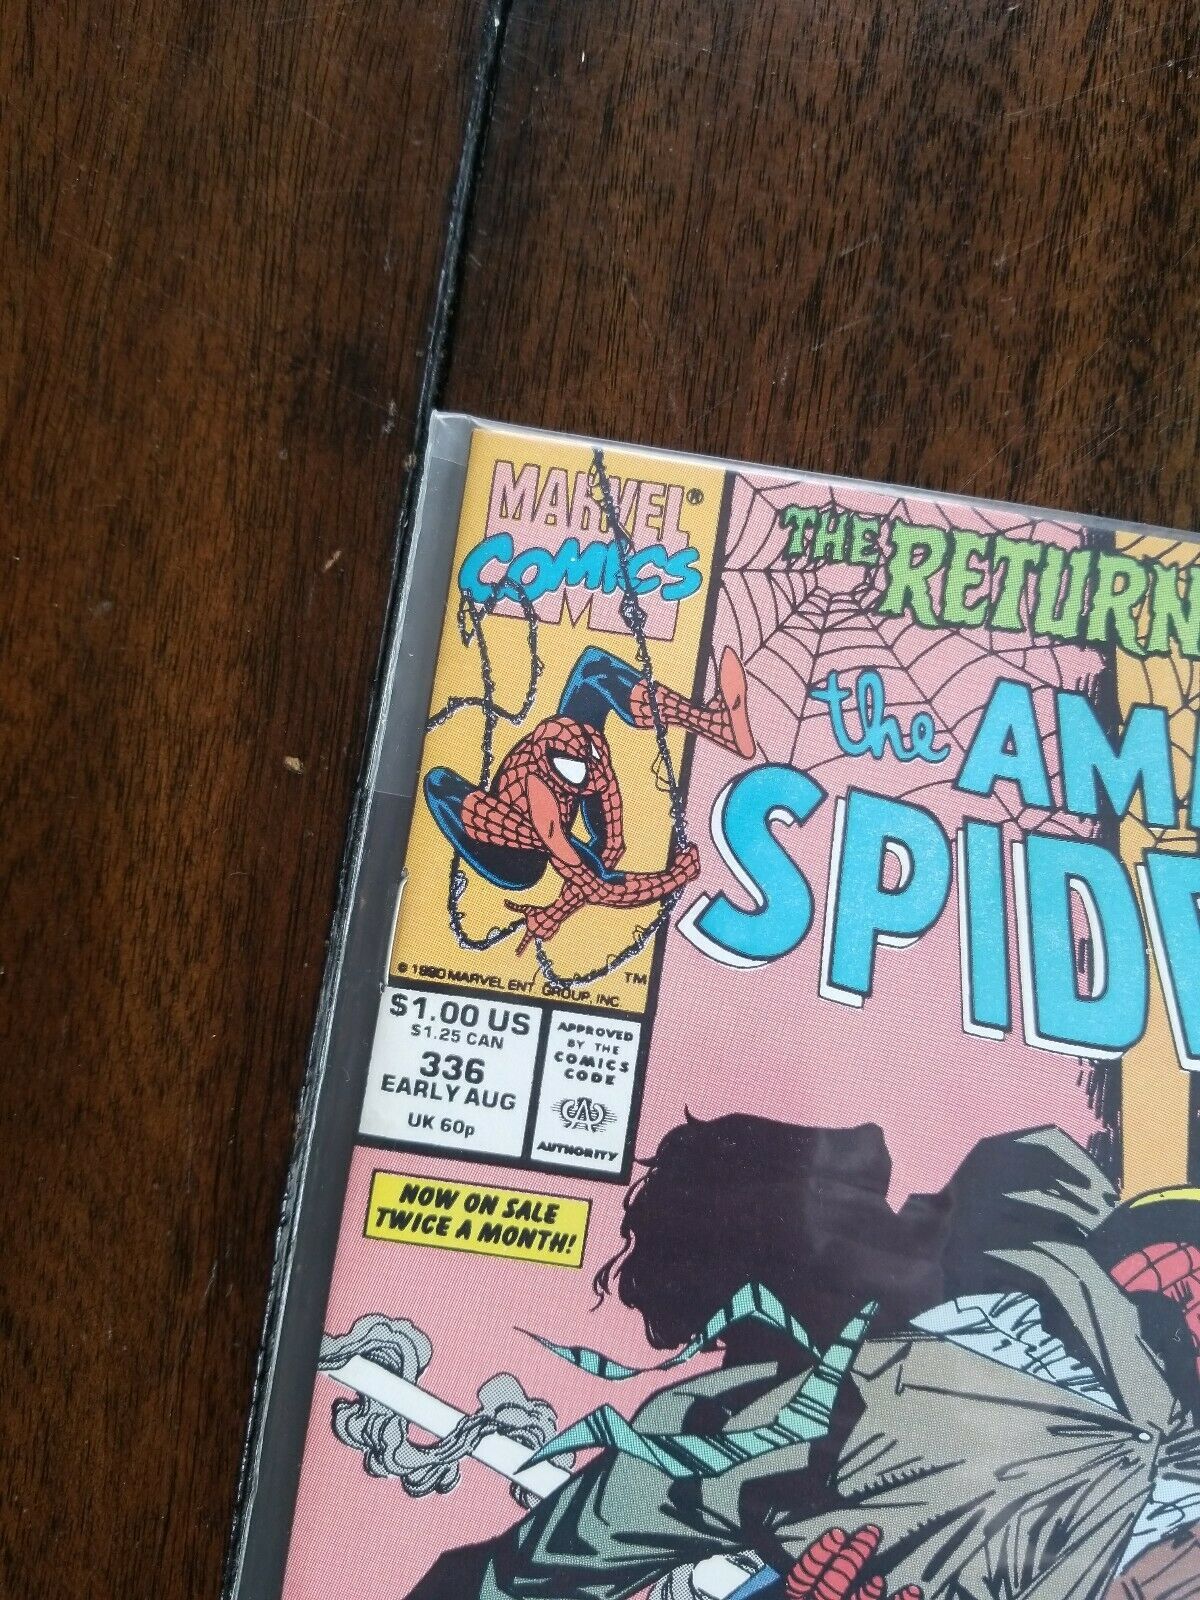 MARVEL®
COMICS
M
THE RETURN
the AM
SPID
© 1990 MARVEL ENT. GROUP, INC.
TM
$1.00 US
$1.25 CAN
336
EARLY AUG
UK 60p
APPROVED
BY THE
COMICS
CODE
AUTHORITY
NOW ON SALE
TWICE A MONTH!